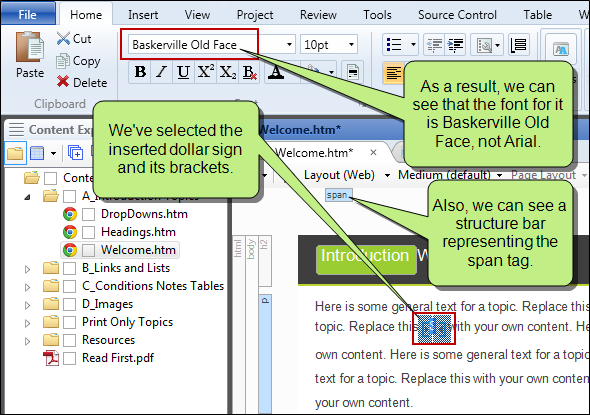 File Home Insert View Project Review Tools Source Control Table
Paste
Cut
Copy
Delete
Clipboard
Baskerville Old Face 10pt
B I U X² X₂ B
As a result, we can
see that the font for it
is Baskerville Old
Face, not Arial.
We've selected the
inserted dollar sign
and its brackets.
Welcome.htm*
Welcome.htm*
Layout (Web) Medium (default) Page Layout
span
Also, we can see a
structure bar
representing the
span tag.
A_Introduction Topics
DropDowns.htm
Headings.htm
Welcome.htm
B_Links and Lists
C_Conditions Notes Tables
D_Images
Print Only Topics
Resources
Read First.pdf
html
body
h2
p
Introduction
Here is some general text for a topic. Replace this with
topic. Replace this with your own content. He
own content. Here is some general text for a topic
text for a topic. Replace this with your own conten
your own content.